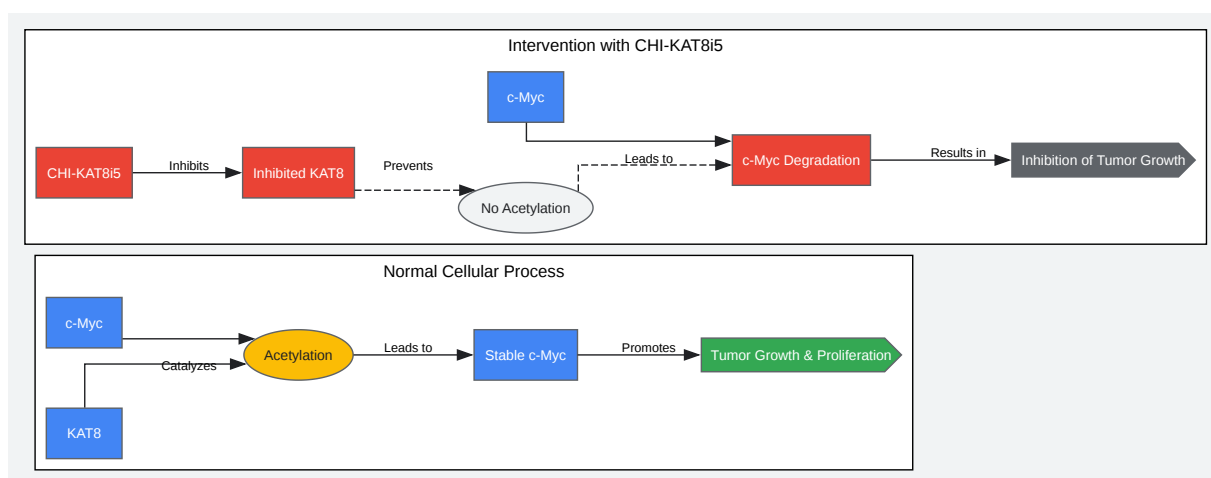 Intervention with CHI-KAT8i5
c-Myc
CHI-KAT8i5
Inhibits
Inhibited KAT8
Prevents
No Acetylation
Leads to
c-Myc Degradation
Results in
Inhibition of Tumor Growth
Normal Cellular Process
c-Myc
KAT8
Catalyzes
Acetylation
Leads to
Stable c-Myc
Promotes
Tumor Growth & Proliferation